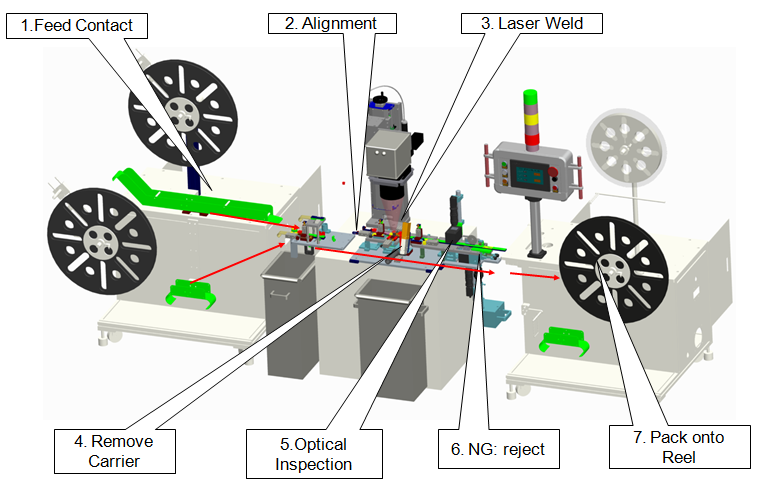 1.Feed Contact
2. Alignment
3. Laser Weld
4. Remove
Carrier
5.Optical
Inspection
6. NG: reject
7. Pack onto
Reel